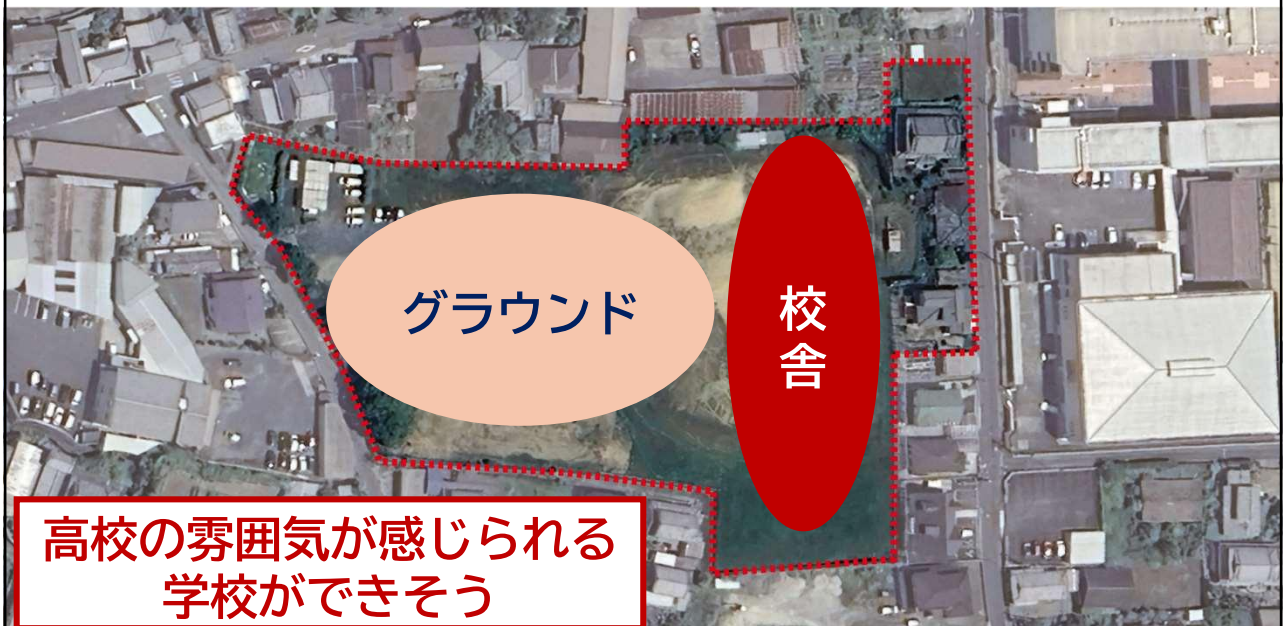 グラウンド
校舎
高校の雰囲気が感じられる
学校ができそう